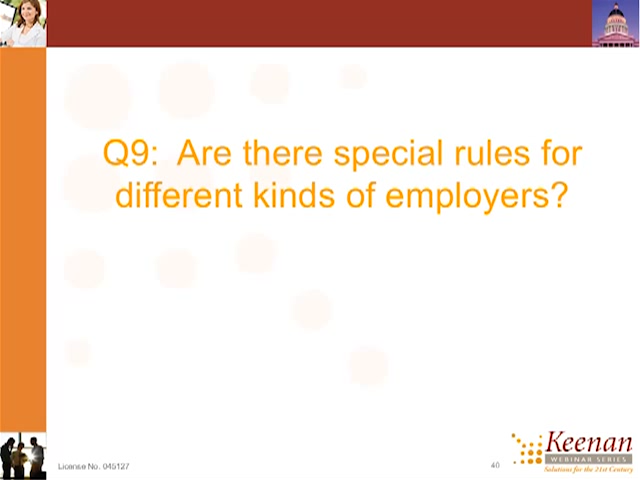 Q9:  Are there special rules for
different kinds of employers?
License No. 045127
40
Keenan
WEBINAR SERIES
Solutions for the 21st Century